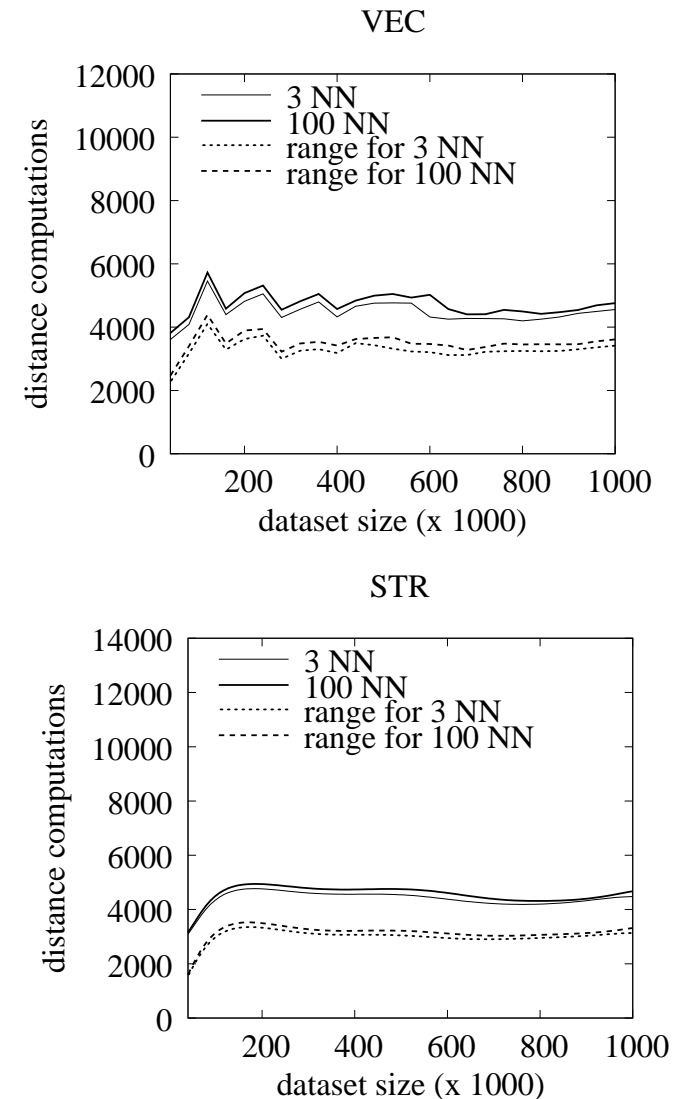 VEC
12000
10000
8000
6000
4000
2000
0
distance computations
3 NN
100 NN
range for 3 NN
range for 100 NN
200 400 600 800 1000
dataset size (x 1000)
STR
14000
12000
10000
8000
6000
4000
2000
0
distance computations
3 NN
100 NN
range for 3 NN
range for 100 NN
200 400 600 800 1000
dataset size (x 1000)